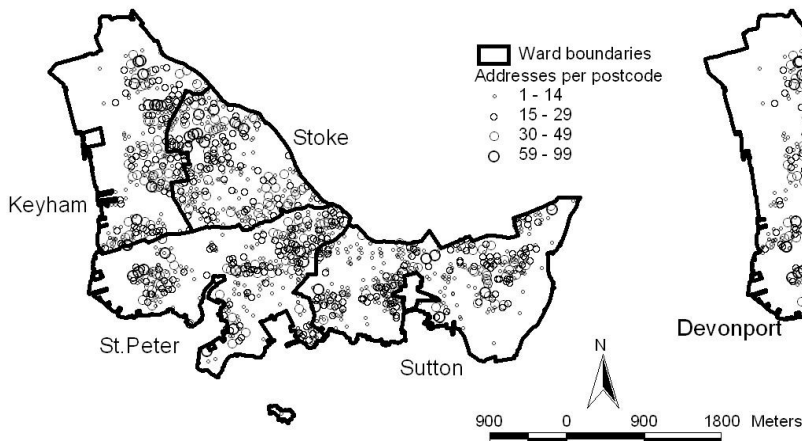 Ward boundaries
Addresses per postcode
1 - 14
15 - 29
30 - 49
59 - 99
Stoke
Keyham
St.Peter
Sutton
Devonport
N
900 0 900 1800 Meters